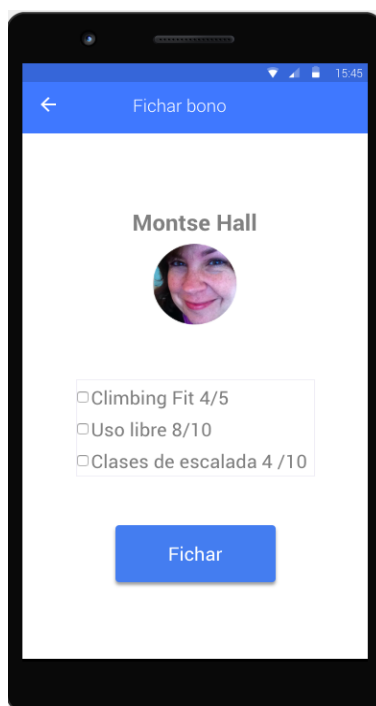 15:45
Fichar bono
Montse Hall
Climbing Fit 4/5
Uso libre 8/10
Clases de escalada 4 /10
Fichar